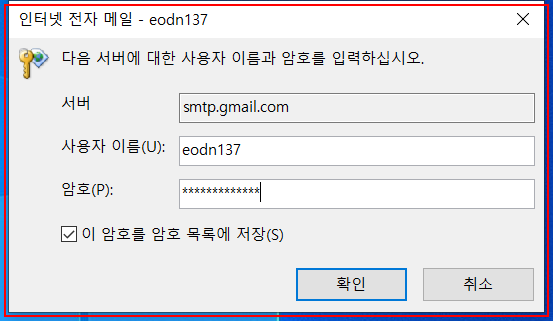 인터넷 전자 메일 - eodn137
다음 서버에 대한 사용자 이름과 암호를 입력하십시오.
서버 smtp.gmail.com
사용자 이름(U): eodn137
암호(P): *************
이 암호를 암호 목록에 저장(S)
확인 취소